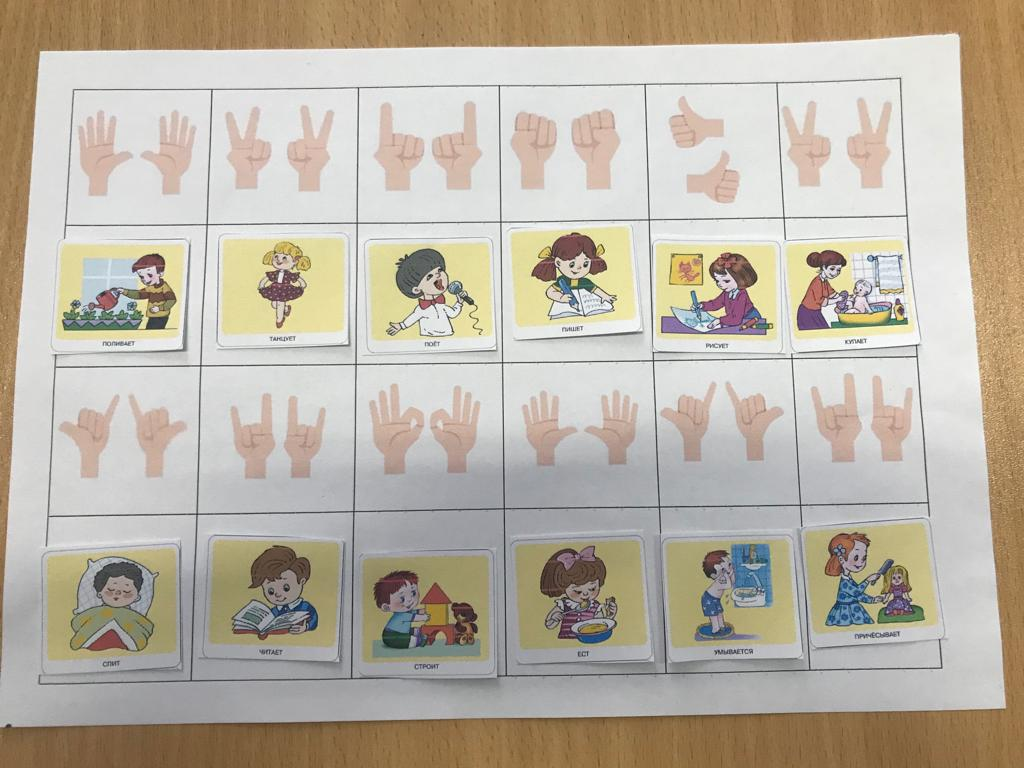 ПОЛИВАЕТ
ТАНЦУЕТ
ПОЁТ
ПИШЕТ
РИСУЕТ
КУПАЕТ
СПИТ
ЧИТАЕТ
СТРОИТ
ЕСТ
УМЫВАЕТСЯ
ПРИЧЁСЫВАЕТ